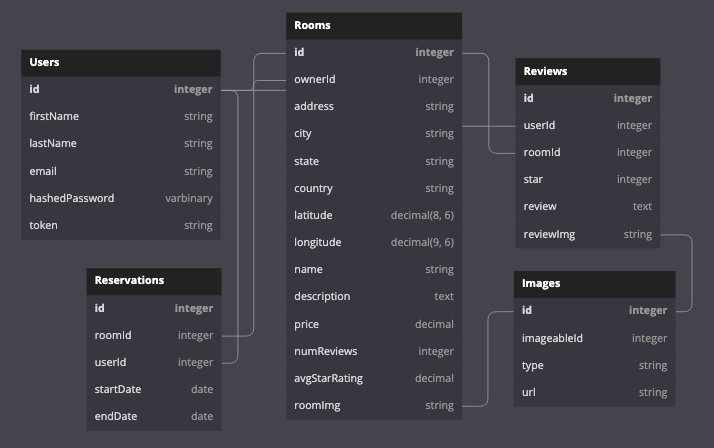 Users
id integer
firstName string
lastName string
email string
hashedPassword varbinary
token string
Reservations
id integer
roomId integer
userId integer
startDate date
endDate date
Rooms
id integer
ownerId integer
address string
city string
state string
country string
latitude decimal(8, 6)
longitude decimal(9, 6)
name string
description text
price decimal
numReviews integer
avgStarRating decimal
roomImg string
Reviews
id integer
userId integer
roomId integer
star integer
review text
reviewImg string
Images
id integer
imageableId integer
type string
url string